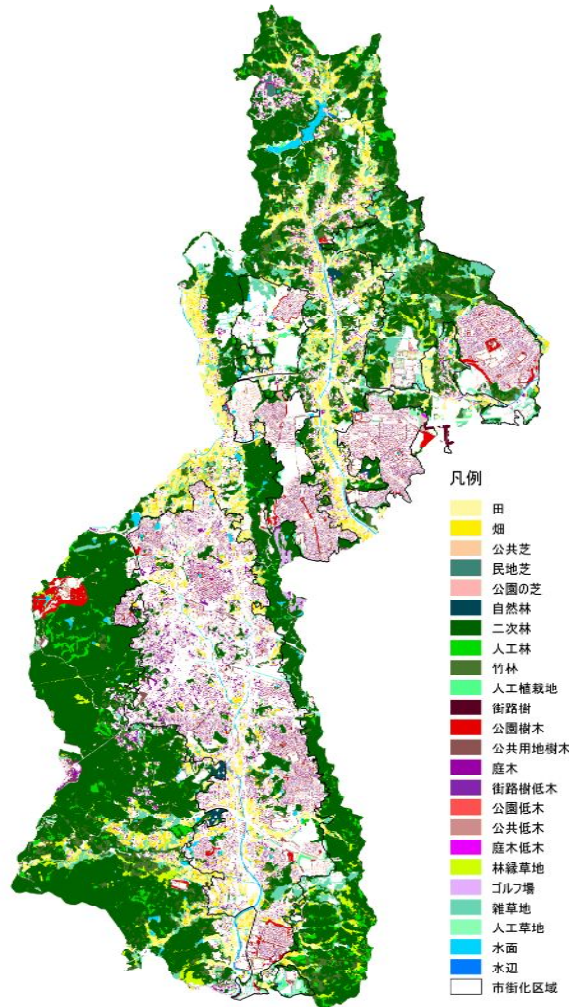 凡例
田
畑
公共芝
民地芝
公園の芝
自然林
二次林
人工林
竹林
人工植栽地
街路樹
公園樹木
公共用地樹木
庭木
街路樹低木
公園低木
公共低木
庭木低木
林縁草地
ゴルフ場
雑草地
人工草地
水面
水辺
市街化区域